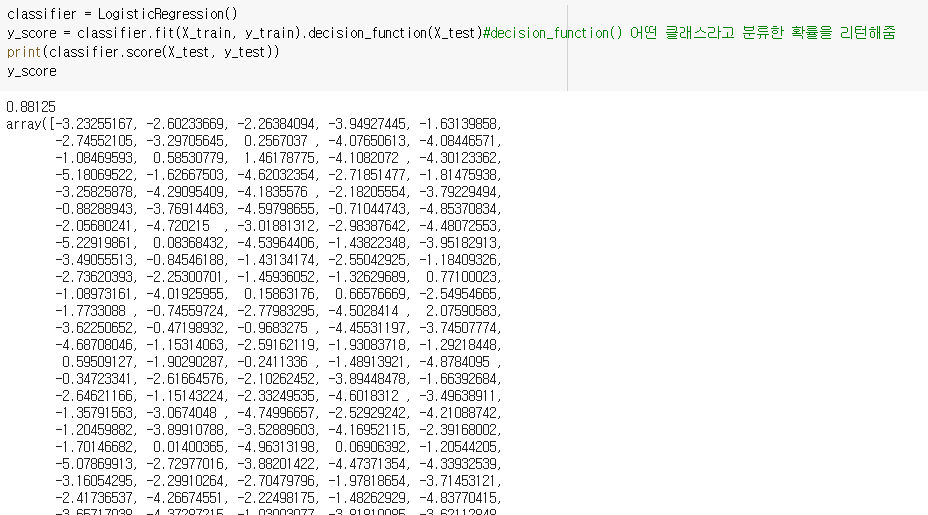 classifier = LogisticRegression()
y_score = classifier.fit(X_train, y_train).decision_function(X_test)#decision_function() 어떤 클래스라고 분류한 확률을 리턴해줌
print(classifier.score(X_test, y_test))
y_score
0.88125
array([-3.23255167, -2.60233669, -2.26384094, -3.94927445, -1.63139858,
-2.74552105, -3.29705645, 0.2567037 , -4.07650613, -4.08446571,
-1.08469593, 0.58530779, 1.46178775, -4.1082072 , -4.30123362,
-5.18069522, -1.62667503, -4.62032354, -2.71851477, -1.81475938,
-3.25825878, -4.29095409, -4.1835576 , -2.18205554, -3.79229494,
-0.88288943, -3.76914463, -4.59798655, -0.71044743, -4.85370834,
-2.05680241, -4.720215 , -3.01881312, -2.98387642, -4.48072553,
-5.22919861, 0.08368432, -4.53964406, -1.43822348, -3.95182913,
-3.49055513, -0.84546188, -1.43134174, -2.55042925, -1.18409326,
-2.73620393, -2.25300701, -1.45936052, -1.32629689, 0.77100023,
-1.08973161, -4.01925955, 0.15863176, 0.66576669, -2.54954665,
-1.7733088 , -0.74559724, -2.77983295, -4.5028414 , 2.07590583,
-3.62250652, -0.47198932, -0.9683275 , -4.45531197, -3.74507774,
-4.68708046, -1.15314063, -2.59162119, -1.93083718, -1.29218448,
0.59509127, -1.90290287, -0.2411336 , -1.48913921, -4.8784095 ,
-0.34723341, -2.61664576, -2.10262452, -3.89448478, -1.66392684,
-2.64621166, -1.15143224, -2.33249535, -4.6018312 , -3.49638911,
-1.35791563, -3.0674048 , -4.74996657, -2.52929242, -4.21088742,
-1.20459882, -3.89910788, -3.52889603, -4.16952115, -2.39168002,
-1.70146682, 0.01400365, -4.96313198, 0.06906392, -1.20544205,
-5.07869913, -2.72977016, -3.88201422, -4.47371354, -4.33932539,
-3.16054295, -2.29910264, -2.70479796, -1.97818654, -3.71453121,
-2.41736537, -4.26674551, -2.22498175, -1.48262929, -4.83770415,